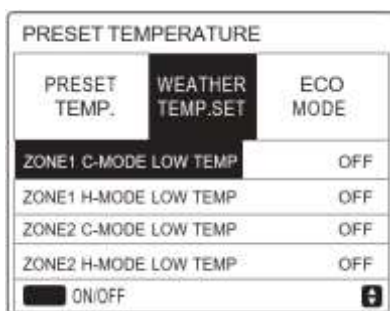 PRESET TEMPERATURE
PRESET TEMP.
WEATHER TEMP.SET
ECO MODE
ZONE1 C-MODE LOW TEMP OFF
ZONE1 H-MODE LOW TEMP OFF
ZONE2 C-MODE LOW TEMP OFF
ZONE2 H-MODE LOW TEMP OFF
ON/OFF